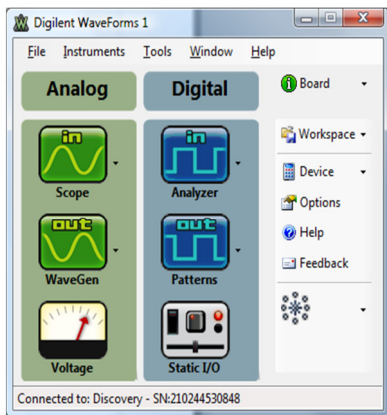 Digilent WaveForms 1
File Instruments Tools Window Help
Analog
Digital
Board
in
Scope
in
Analyzer
Workspace
Device
Options
out
WaveGen
out
Patterns
Help
Feedback
Voltage
Static I/O
Connected to: Discovery - SN:210244530848